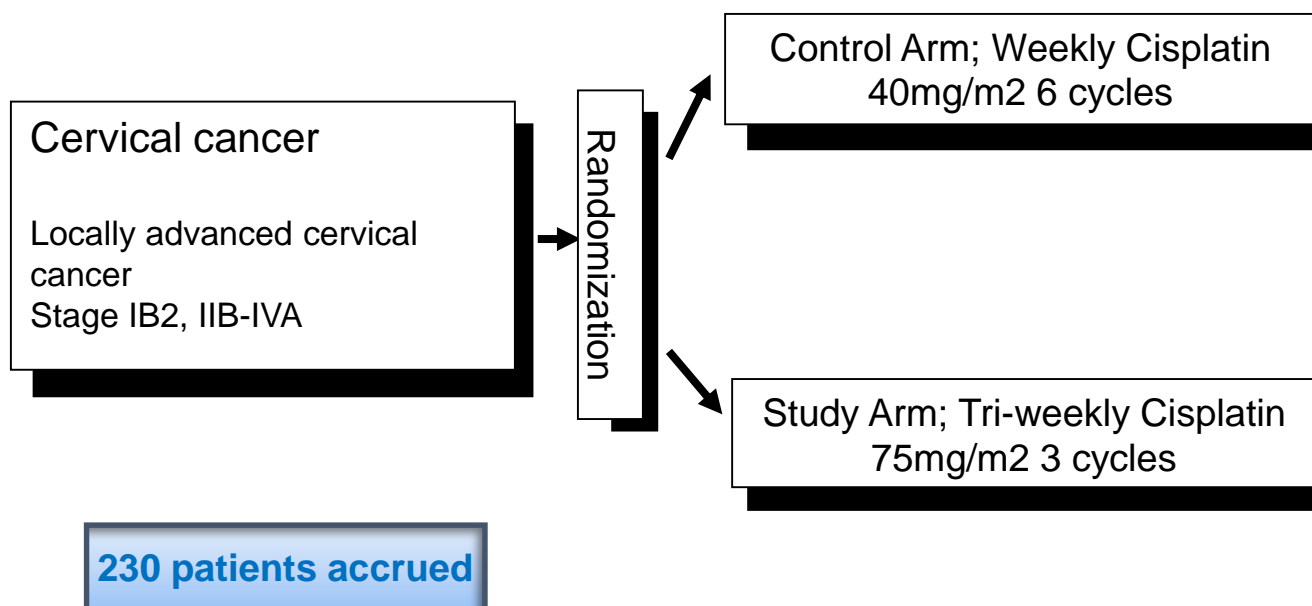 Cervical cancer
Locally advanced cervical
cancer
Stage IB2, IIB-IVA
Randomization
Control Arm; Weekly Cisplatin
40mg/m2 6 cycles
Study Arm; Tri-weekly Cisplatin
75mg/m2 3 cycles
230 patients accrued